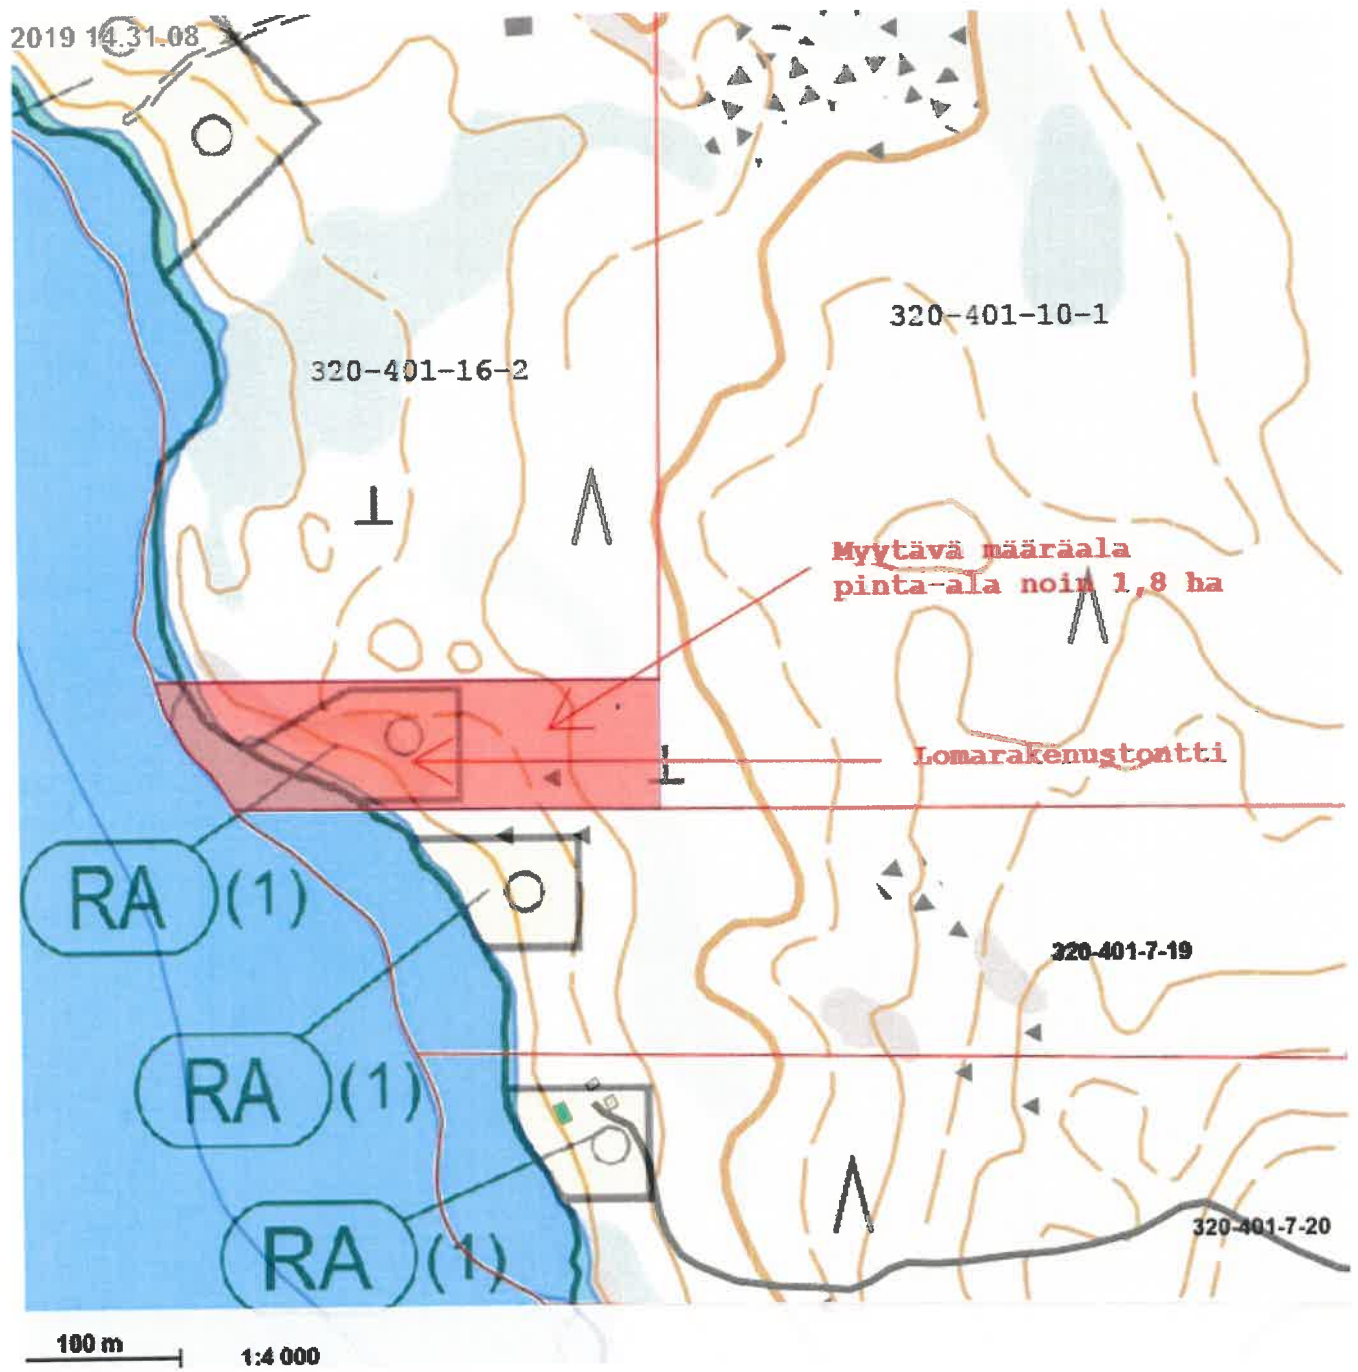 2019 14.31.08
320-401-10-1
320-401-16-2
Myytävä määräala
pinta-ala noin 1,8 ha
Lomarakenustontti
RA (1)
320-401-7-19
RA (1)
320-401-7-20
RA (1)
100 m
1:4 000